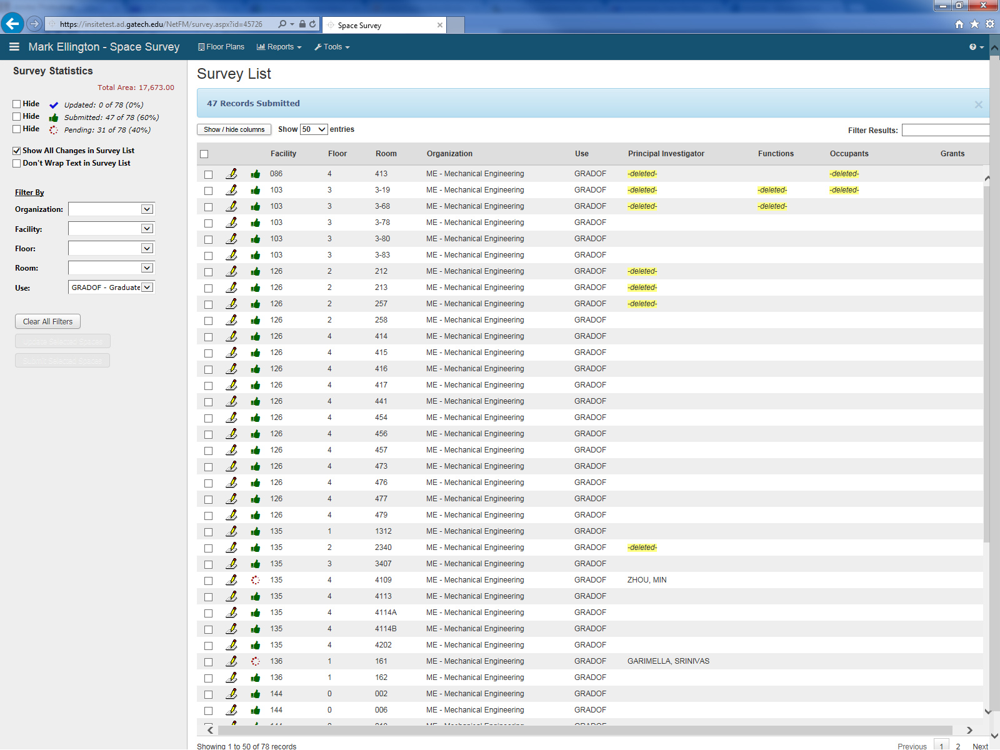 https://insitetest.ad.gatech.edu/NetFM/survey.aspx?id=45726
Space Survey
Mark Ellington - Space Survey
Floor Plans
Reports
Tools
Survey Statistics
Total Area: 17,673.00
Hide Updated: 0 of 78 (0%)
Hide Submitted: 47 of 78 (60%)
Hide Pending: 31 of 78 (40%)
Show All Changes in Survey List
Don't Wrap Text in Survey List
Filter By
Organization:
Facility:
Floor:
Room:
Use: GRADOF - Graduate
Clear All Filters
Update Selected Spaces
Submit Selected Spaces
Survey List
47 Records Submitted
Show / hide columns Show 50 entries Filter Results:
Facility Floor Room Organization Use Principal Investigator Functions Occupants Grants
086 4 413 ME - Mechanical Engineering GRADOF -deleted- -deleted-
103 3 3-19 ME - Mechanical Engineering GRADOF -deleted- -deleted- -deleted-
103 3 3-68 ME - Mechanical Engineering GRADOF -deleted- -deleted-
103 3 3-78 ME - Mechanical Engineering GRADOF
103 3 3-80 ME - Mechanical Engineering GRADOF
103 3 3-83 ME - Mechanical Engineering GRADOF
126 2 212 ME - Mechanical Engineering GRADOF -deleted-
126 2 213 ME - Mechanical Engineering GRADOF -deleted-
126 2 257 ME - Mechanical Engineering GRADOF -deleted-
126 2 258 ME - Mechanical Engineering GRADOF
126 4 414 ME - Mechanical Engineering GRADOF
126 4 415 ME - Mechanical Engineering GRADOF
126 4 416 ME - Mechanical Engineering GRADOF
126 4 417 ME - Mechanical Engineering GRADOF
126 4 441 ME - Mechanical Engineering GRADOF
126 4 454 ME - Mechanical Engineering GRADOF
126 4 456 ME - Mechanical Engineering GRADOF
126 4 457 ME - Mechanical Engineering GRADOF
126 4 473 ME - Mechanical Engineering GRADOF
126 4 476 ME - Mechanical Engineering GRADOF
126 4 477 ME - Mechanical Engineering GRADOF
126 4 479 ME - Mechanical Engineering GRADOF
135 1 1312 ME - Mechanical Engineering GRADOF
135 2 2340 ME - Mechanical Engineering GRADOF -deleted-
135 3 3407 ME - Mechanical Engineering GRADOF
135 4 4109 ME - Mechanical Engineering GRADOF ZHOU, MIN
135 4 4113 ME - Mechanical Engineering GRADOF
135 4 4114A ME - Mechanical Engineering GRADOF
135 4 4114B ME - Mechanical Engineering GRADOF
135 4 4202 ME - Mechanical Engineering GRADOF
136 1 161 ME - Mechanical Engineering GRADOF GARIMELLA, SRINIVAS
136 1 162 ME - Mechanical Engineering GRADOF
144 0 002 ME - Mechanical Engineering GRADOF
144 0 006 ME - Mechanical Engineering GRADOF
Showing 1 to 50 of 78 records Previous 1 2 Next